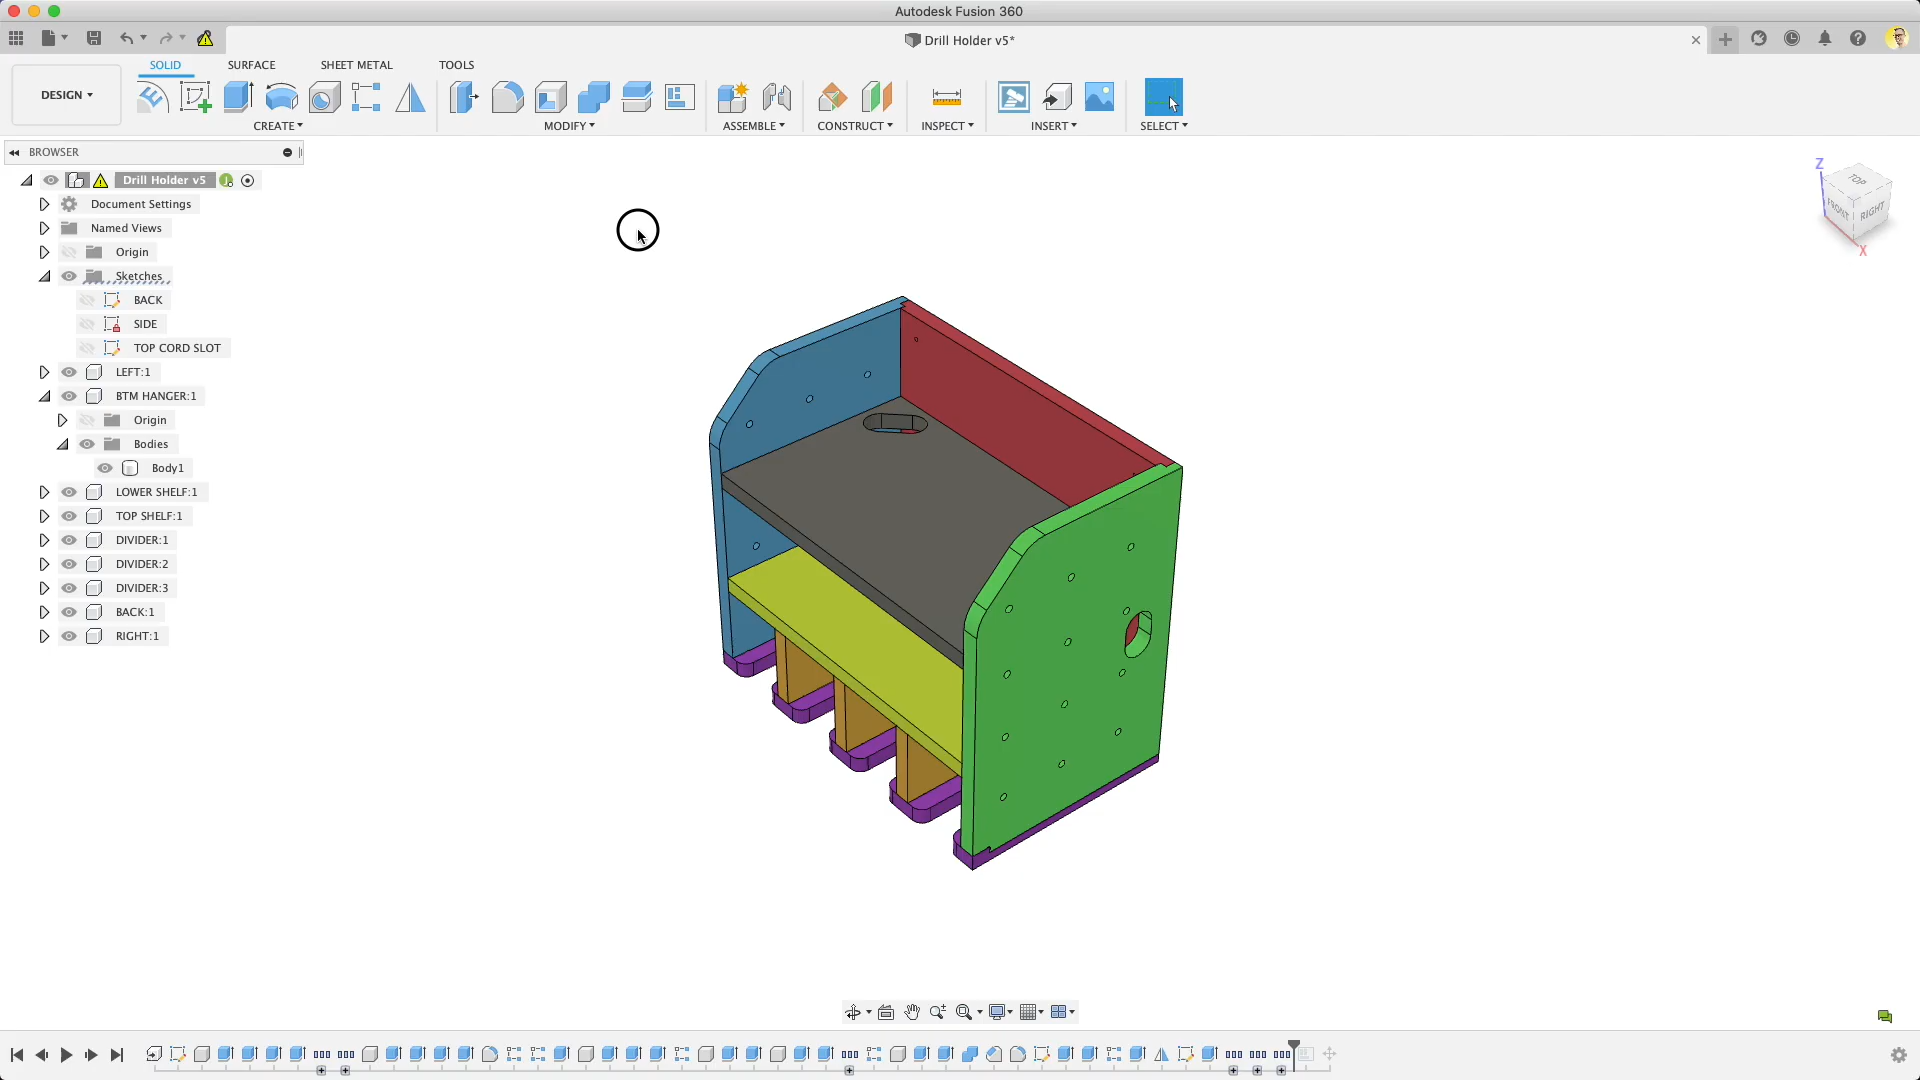 Autodesk Fusion 360
Drill Holder v5*
SOLID SURFACE SHEET METAL TOOLS
DESIGN
CREATE MODIFY ASSEMBLE CONSTRUCT INSPECT INSERT SELECT
BROWSER
Drill Holder v5
Document Settings
Named Views
Origin
Sketches
BACK
SIDE
TOP CORD SLOT
LEFT:1
BTM HANGER:1
Origin
Bodies
Body1
LOWER SHELF:1
TOP SHELF:1
DIVIDER:1
DIVIDER:2
DIVIDER:3
BACK:1
RIGHT:1
Z
TOP
FRONT RIGHT
X